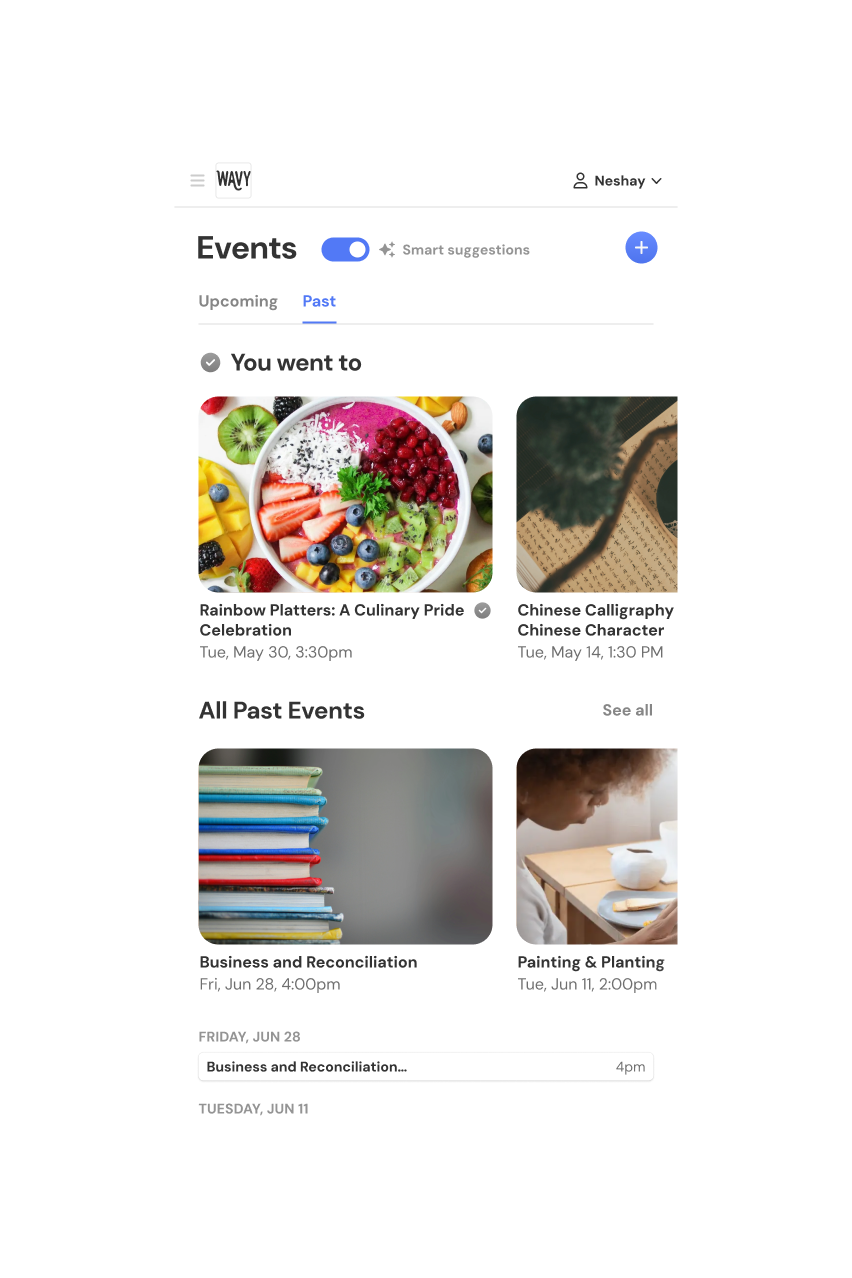 WAVY
Neshay
Events
Smart suggestions
Upcoming Past
You went to
Rainbow Platters: A Culinary Pride
Celebration
Tue, May 30, 3:30pm
Chinese Calligraphy
Chinese Character
Tue, May 14, 1:30 PM
All Past Events
See all
Business and Reconciliation
Fri, Jun 28, 4:00pm
Painting & Planting
Tue, Jun 11, 2:00pm
FRIDAY, JUN 28
Business and Reconciliation...
4pm
TUESDAY, JUN 11